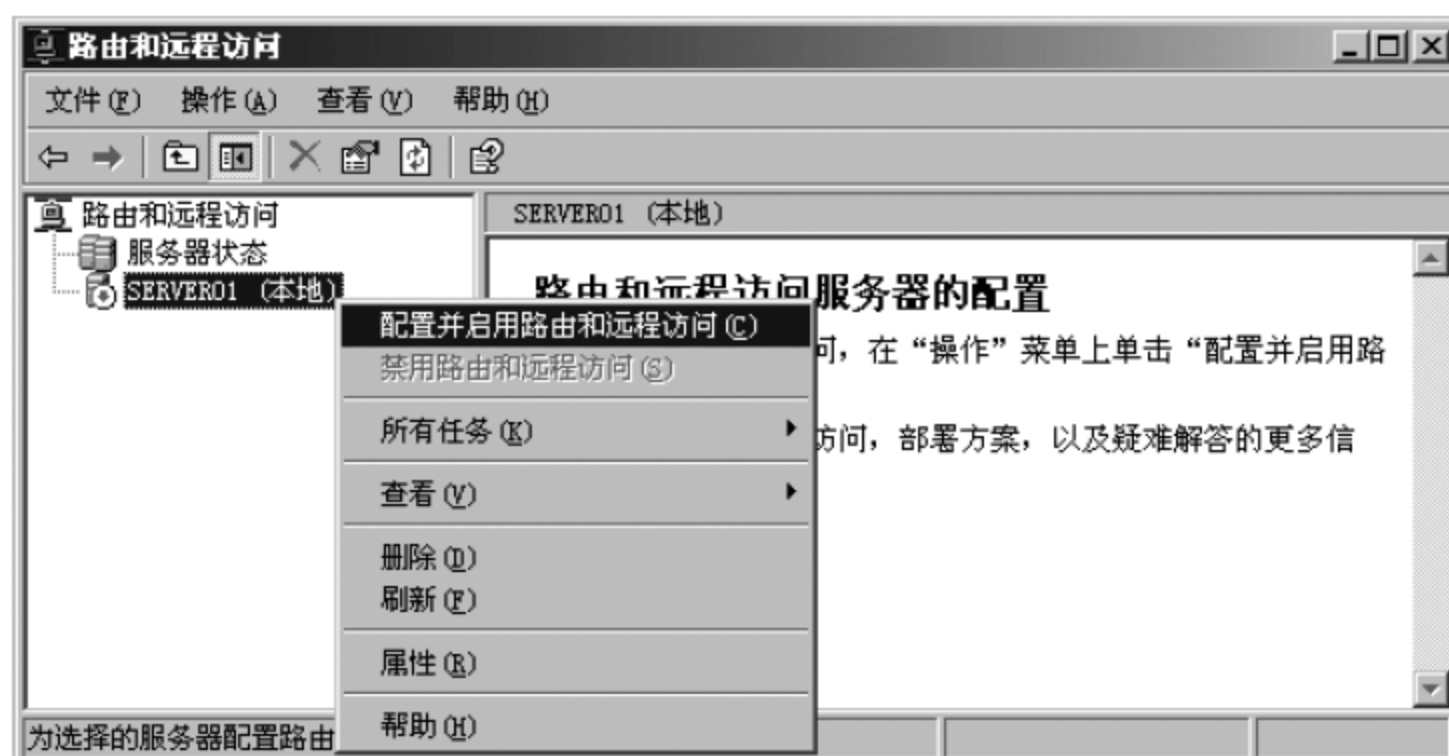 路由和远程访问
文件(F) 操作(A) 查看(V) 帮助(H)
路由和远程访问
服务器状态
SERVER01 (本地)
SERVER01 (本地)
路由和远程访问服务器的配置
问，在“操作”菜单上单击“配置并启用路
访问，部署方案，以及疑难解答的更多信
配置并启用路由和远程访问(C)
禁用路由和远程访问(S)
所有任务(K)
查看(V)
删除(D)
刷新(F)
属性(R)
帮助(H)
为选择的服务器配置路由